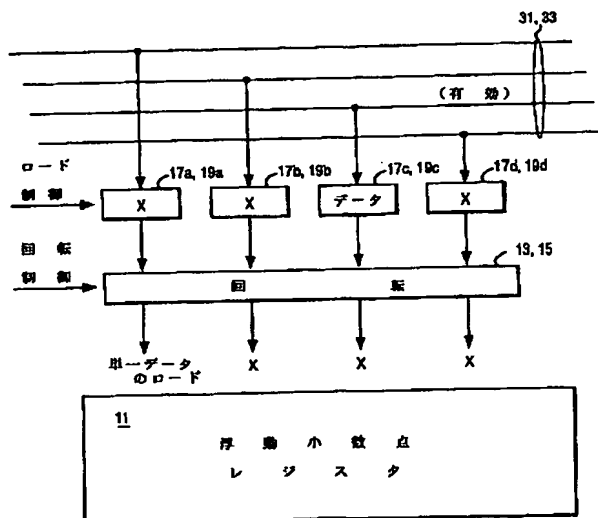 31, 33
(有 効)
ロード
制御
17a, 19a
17b, 19b
17c, 19c
17d, 19d
X
X
データ
X
回転
制御
13, 15
回 転
単一データ
のロード
X
X
X
11
浮 動 小 数 点
レ ジ ス タ